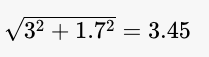 √3² + 1.7² = 3.45